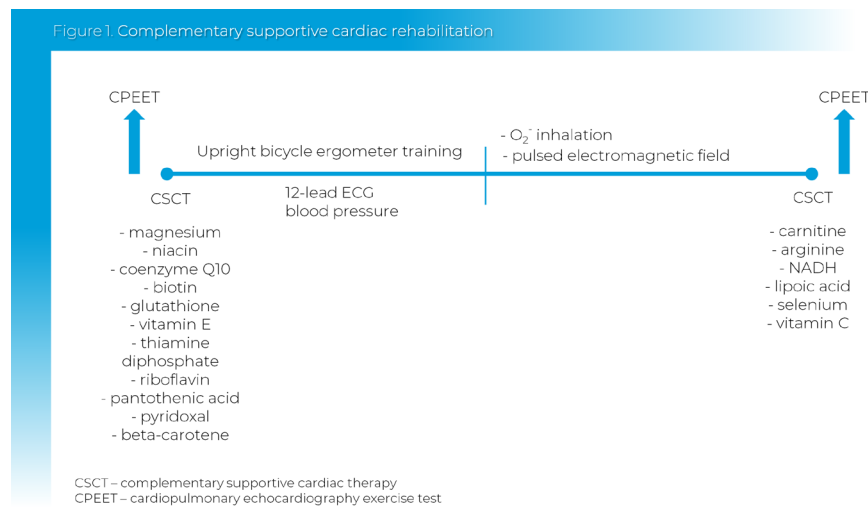 Figure 1. Complementary supportive cardiac rehabilitation
CPEET
CPEET
Upright bicycle ergometer training
- O₂⁻ inhalation
- pulsed electromagnetic field
CSCT
12-lead ECG
blood pressure
CSCT
- magnesium
- niacin
- coenzyme Q10
- biotin
- glutathione
- vitamin E
- thiamine
diphosphate
- riboflavin
- pantothenic acid
- pyridoxal
- beta-carotene
- carnitine
- arginine
- NADH
- lipoic acid
- selenium
- vitamin C
CSCT – complementary supportive cardiac therapy
CPEET – cardiopulmonary echocardiography exercise test